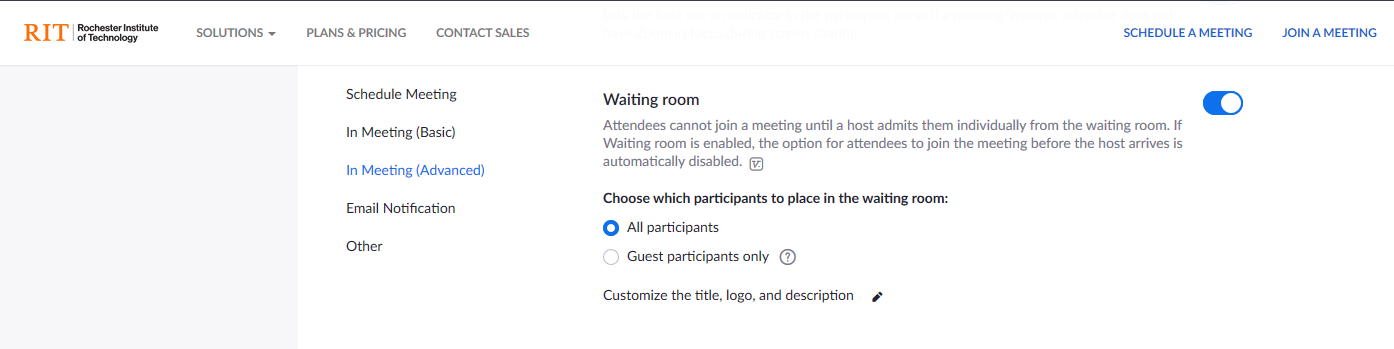 RIT Rochester Institute
of Technology
SOLUTIONS
PLANS & PRICING
CONTACT SALES
SCHEDULE A MEETING
JOIN A MEETING
Schedule Meeting
In Meeting (Basic)
In Meeting (Advanced)
Email Notification
Other
Waiting room
Attendees cannot join a meeting until a host admits them individually from the waiting room. If
Waiting room is enabled, the option for attendees to join the meeting before the host arrives is
automatically disabled.
Choose which participants to place in the waiting room:
All participants
Guest participants only ?
Customize the title, logo, and description